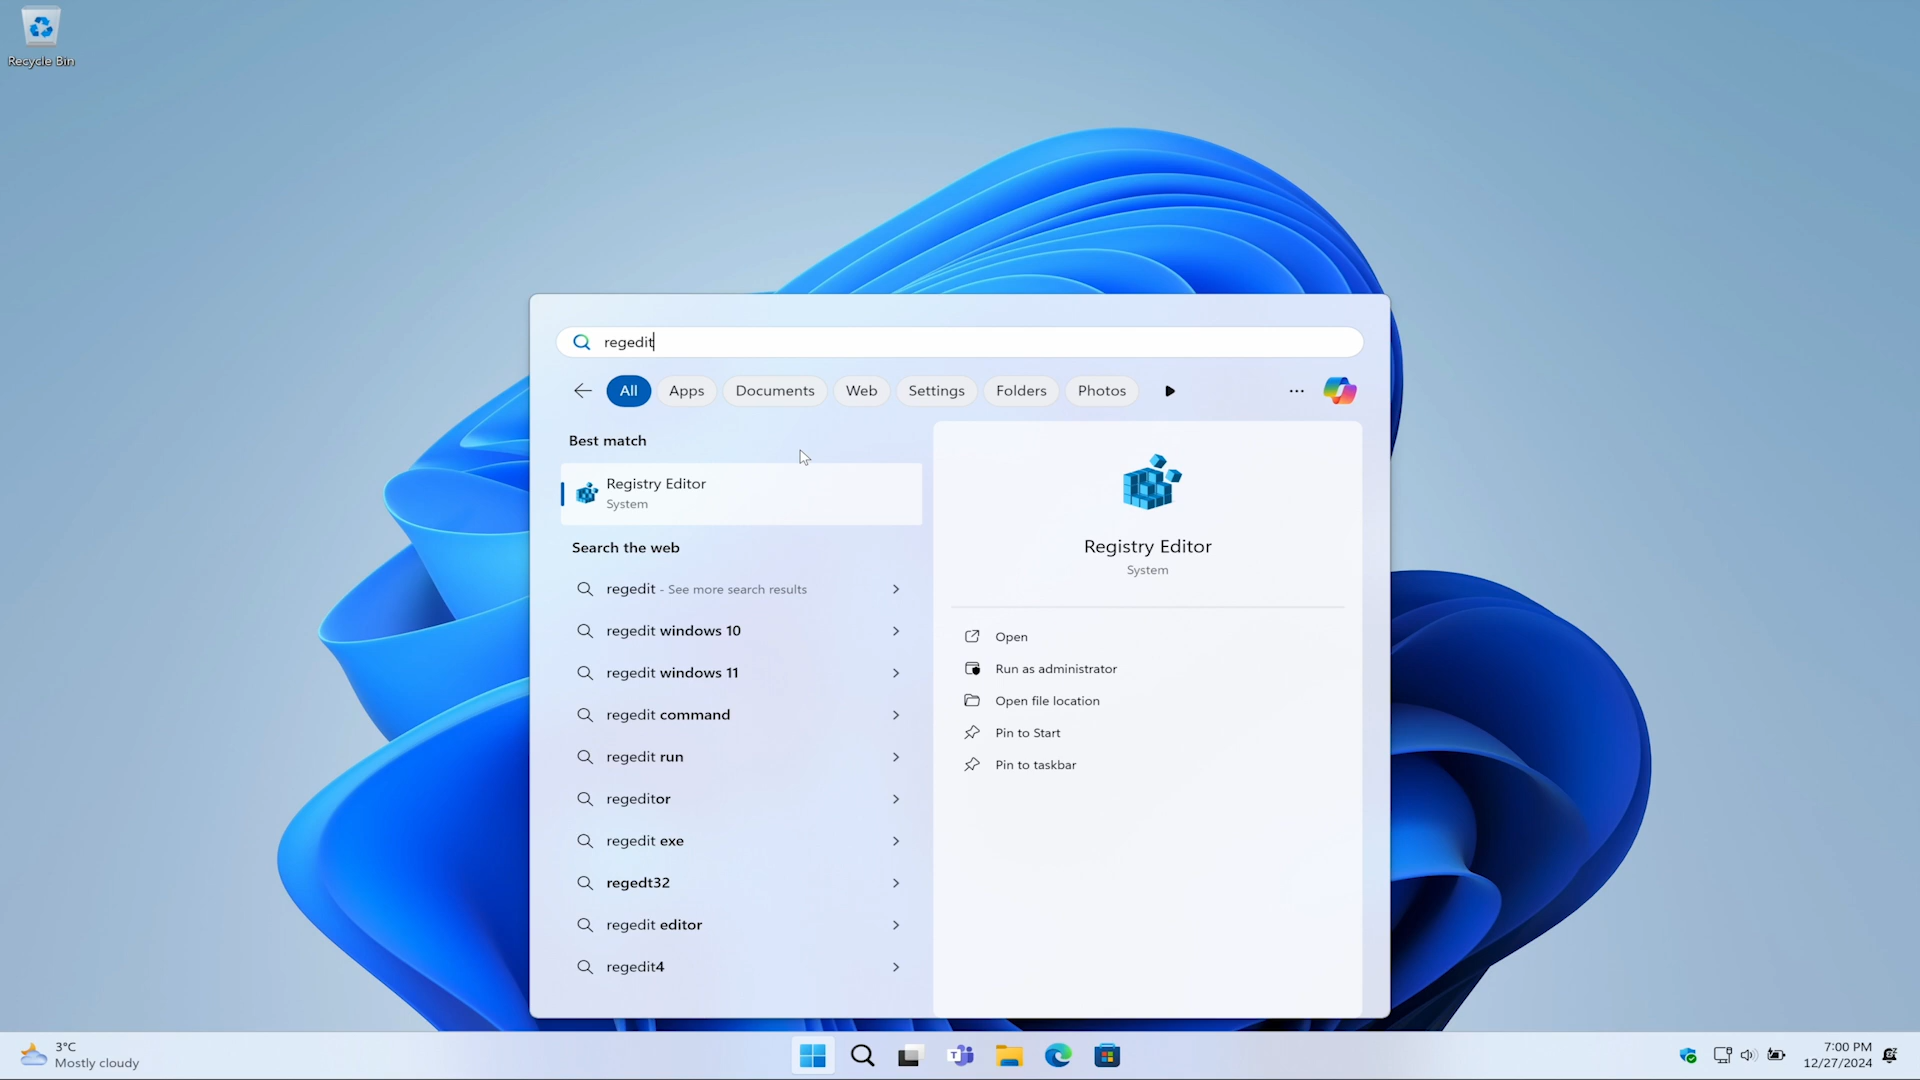 Recycle Bin
regedit
All Apps Documents Web Settings Folders Photos
Best match
Registry Editor
System
Search the web
regedit - See more search results
regedit windows 10
regedit windows 11
regedit command
regedit run
regeditor
regedit exe
regedt32
regedit editor
regedit4
Registry Editor
System
Open
Run as administrator
Open file location
Pin to Start
Pin to taskbar
3°C
Mostly cloudy
7:00 PM
12/27/2024